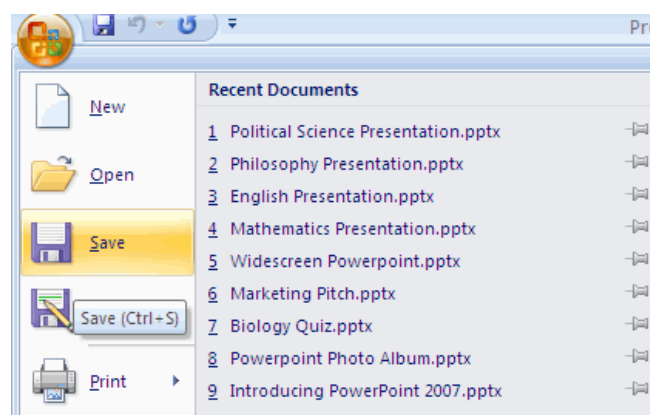 Pr
New
Open
Save
Save (Ctrl+S)
Print
Recent Documents
1 Political Science Presentation.pptx
2 Philosophy Presentation.pptx
3 English Presentation.pptx
4 Mathematics Presentation.pptx
5 Widescreen Powerpoint.pptx
6 Marketing Pitch.pptx
7 Biology Quiz.pptx
8 Powerpoint Photo Album.pptx
9 Introducing PowerPoint 2007.pptx